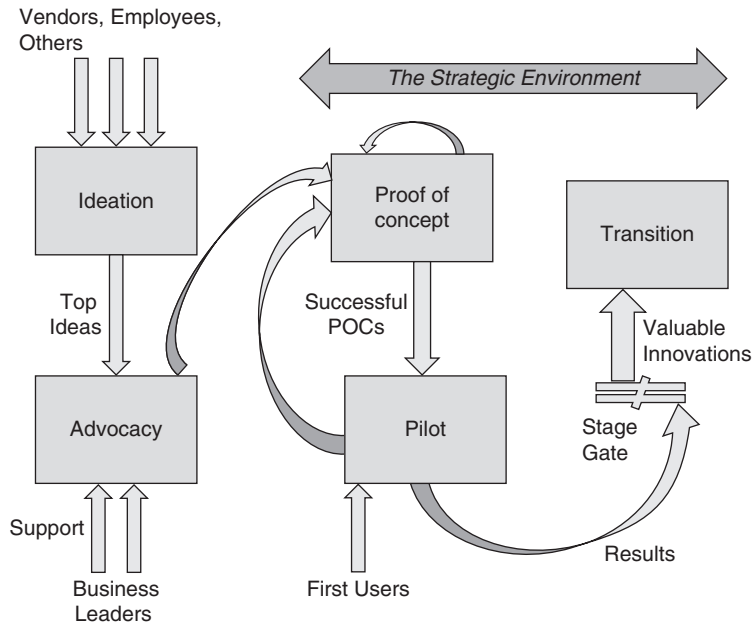 Vendors, Employees,
Others
The Strategic Environment
Ideation
Proof of
concept
Transition
Top
Ideas
Successful
POCs
Valuable
Innovations
Advocacy
Pilot
Stage
Gate
Support
Results
Business
Leaders
First Users